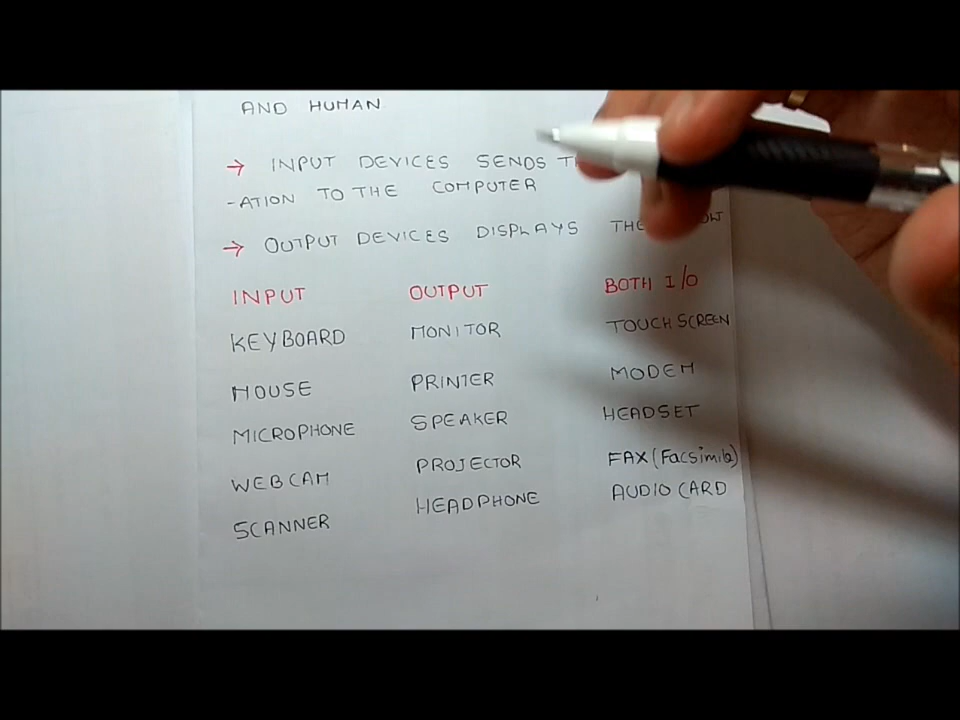 AND HUMAN
→ INPUT DEVICES SENDS
-ATION TO THE COMPUTER
→ OUTPUT DEVICES DISPLAYS THE
INPUT OUTPUT BOTH I/O
KEYBOARD MONITOR TOUCH SCREEN
MOUSE PRINTER MODEM
MICROPHONE SPEAKER HEADSET
WEBCAM PROJECTOR FAX (Facsimile)
SCANNER HEADPHONE AUDIO CARD